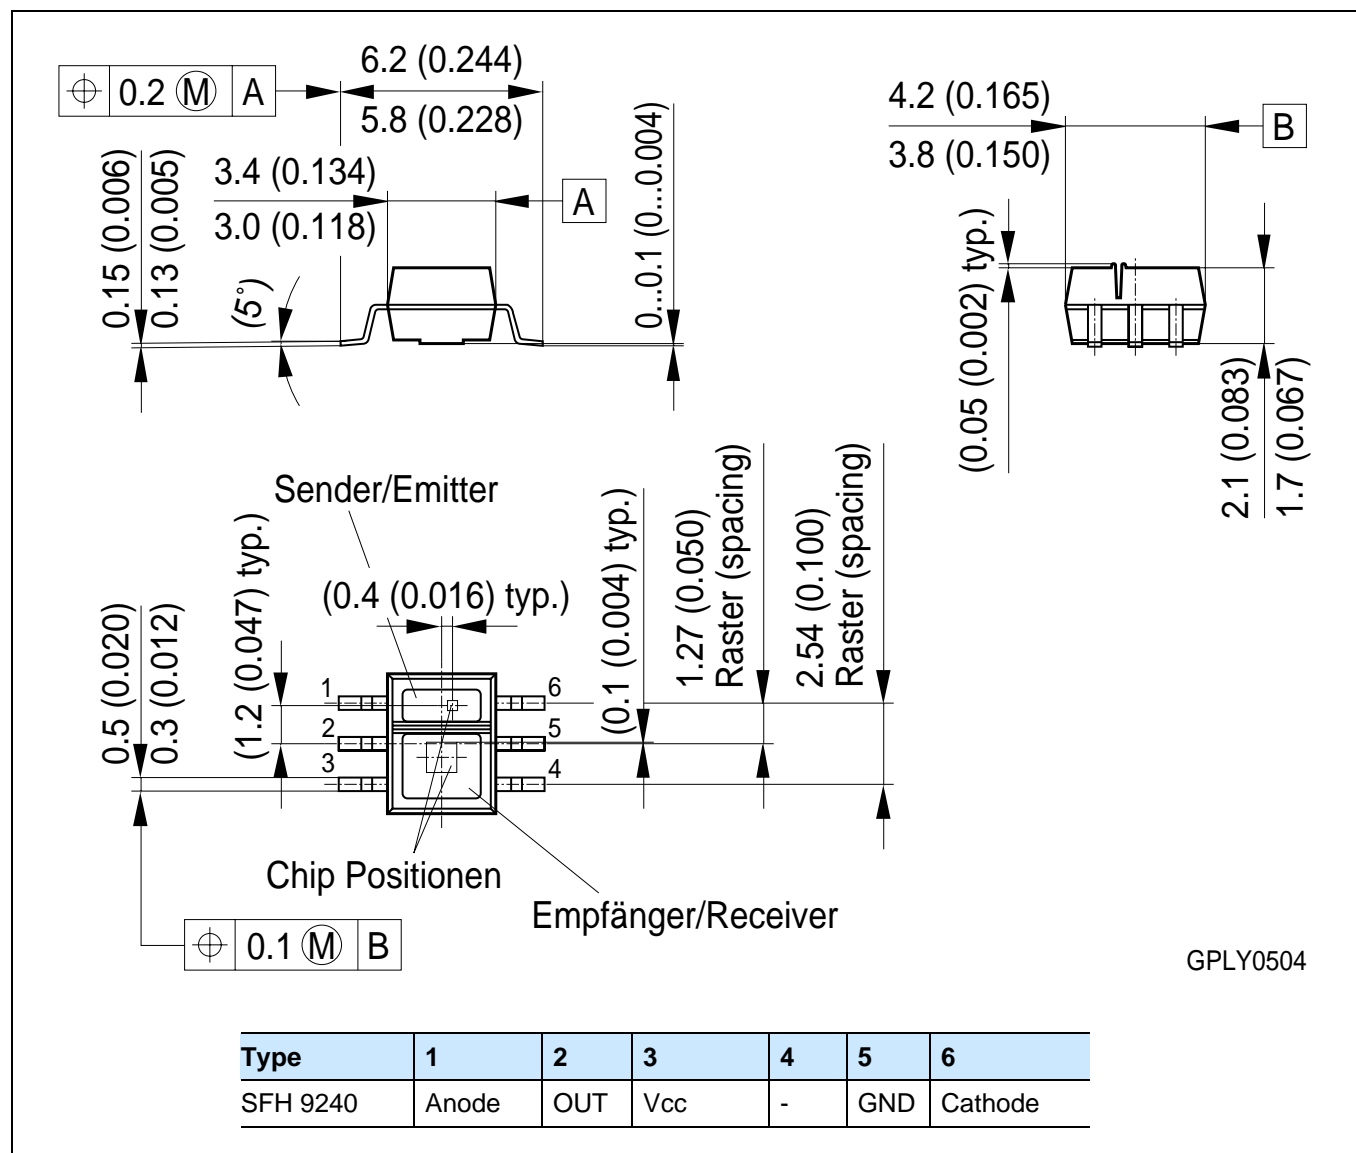 6.2 (0.244)
5.8 (0.228)
0.2 Ⓜ A
3.4 (0.134)
3.0 (0.118)
A
0.15 (0.006)
0.13 (0.005)
(5°)
0...0.1 (0...0.004)
4.2 (0.165)
3.8 (0.150)
B
(0.05 (0.002) typ.)
2.1 (0.083)
1.7 (0.067)
Sender/Emitter
(0.4 (0.016) typ.)
(1.2 (0.047) typ.)
0.5 (0.020)
0.3 (0.012)
(0.1 (0.004) typ.)
1.27 (0.050)
Raster (spacing)
2.54 (0.100)
Raster (spacing)
1 6
2 5
3 4
Chip Positionen
Empfänger/Receiver
0.1 Ⓜ B
GPLY0504
Type 1 2 3 4 5 6
SFH 9240 Anode OUT Vcc - GND Cathode